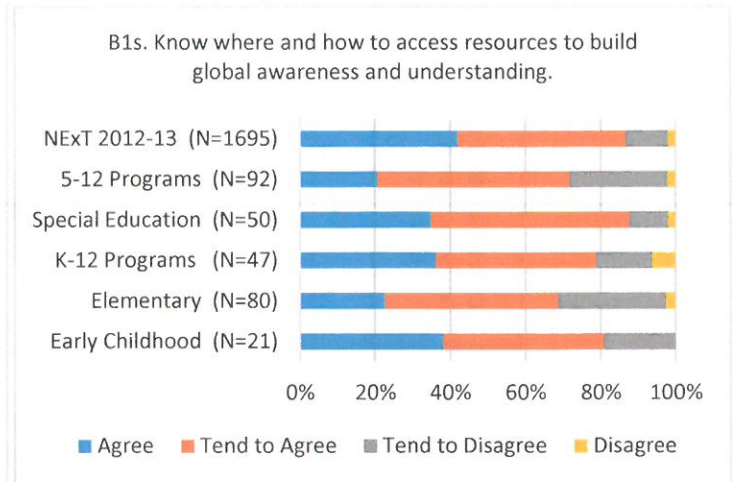 B1s. Know where and how to access resources to build
global awareness and understanding.
NExT 2012-13 (N=1695)
5-12 Programs (N=92)
Special Education (N=50)
K-12 Programs (N=47)
Elementary (N=80)
Early Childhood (N=21)
0% 20% 40% 60% 80% 100%
Agree Tend to Agree Tend to Disagree Disagree